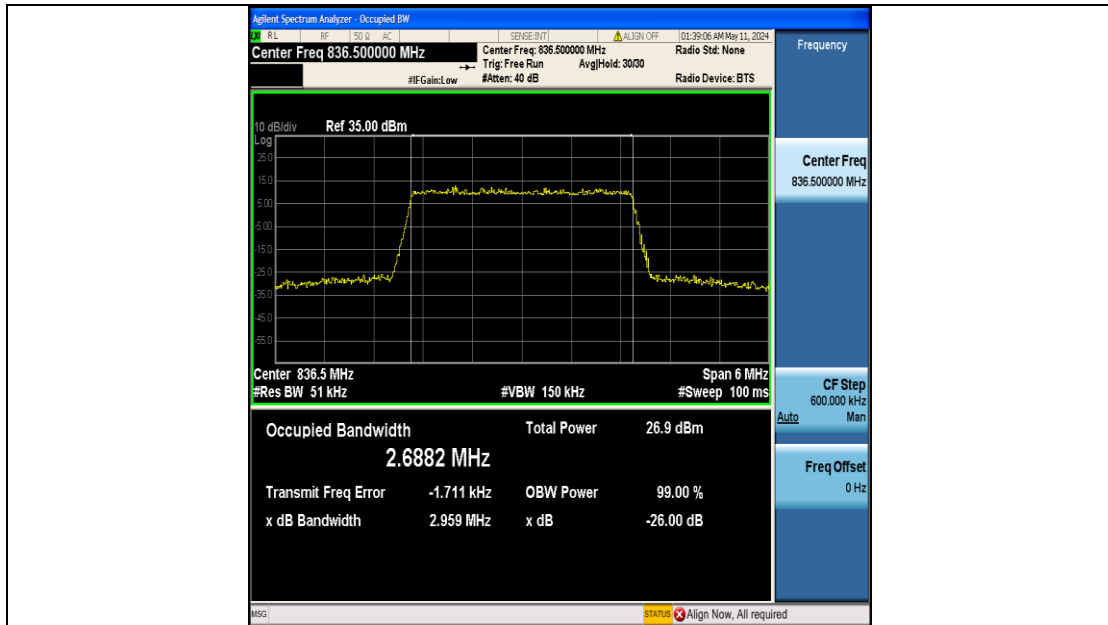 Agilent Spectrum Analyzer - Occupied BW
RL RF 50 Ω AC SENSE:INT ALIGN OFF 01:39:06 AM May 11, 2024
Center Freq 836.500000 MHz
Center Freq: 836.500000 MHz Radio Std: None
Trig: Free Run Avg|Hold: 30/30
#IFGain:Low #Atten: 40 dB Radio Device: BTS
10 dB/div Ref 35.00 dBm
Log
25.0
15.0
5.00
-5.00
-15.0
-25.0
-35.0
-45.0
-55.0
Center 836.5 MHz Span 6 MHz
#Res BW 51 kHz #VBW 150 kHz #Sweep 100 ms
Occupied Bandwidth Total Power 26.9 dBm
2.6882 MHz
Transmit Freq Error -1.711 kHz OBW Power 99.00 %
x dB Bandwidth 2.959 MHz x dB -26.00 dB
Frequency
Center Freq
836.500000 MHz
CF Step
600.000 kHz
Auto Man
Freq Offset
0 Hz
MSG STATUS Align Now, All required